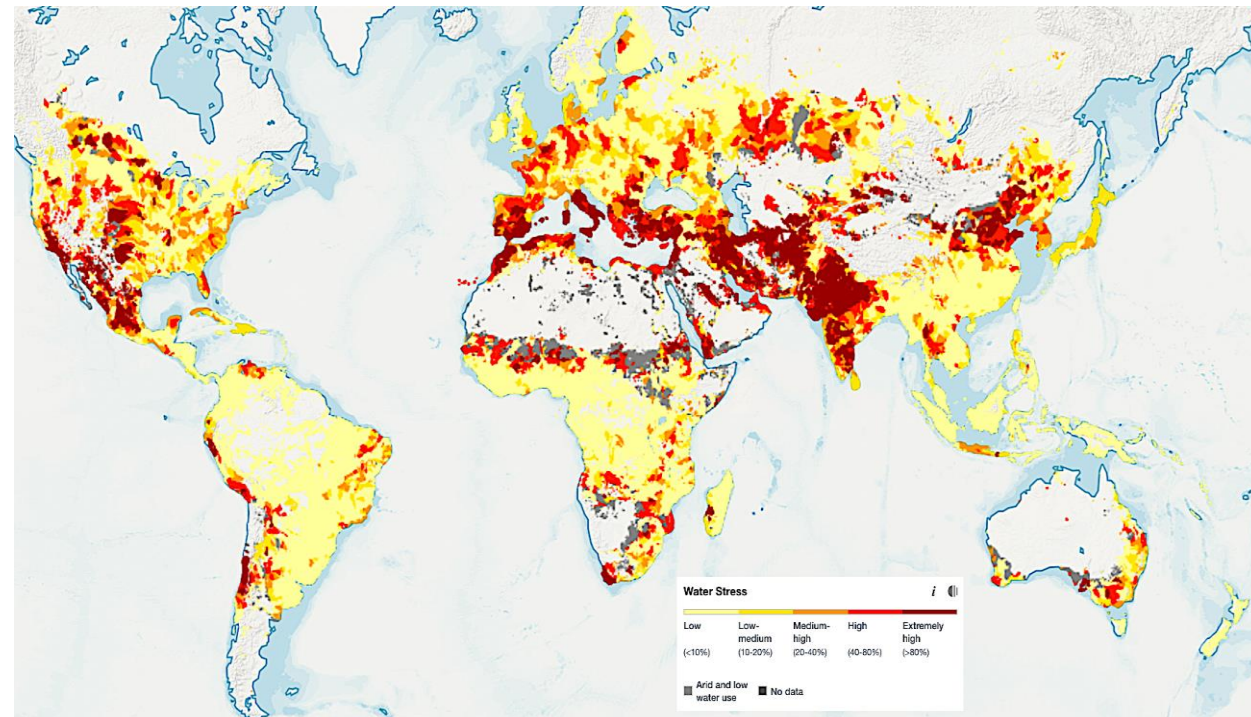 Water Stress i
Low Low- Medium- High Extremely
medium high high
(<10%) (10-20%) (20-40%) (40-80%) (>80%)
Arid and low No data
water use